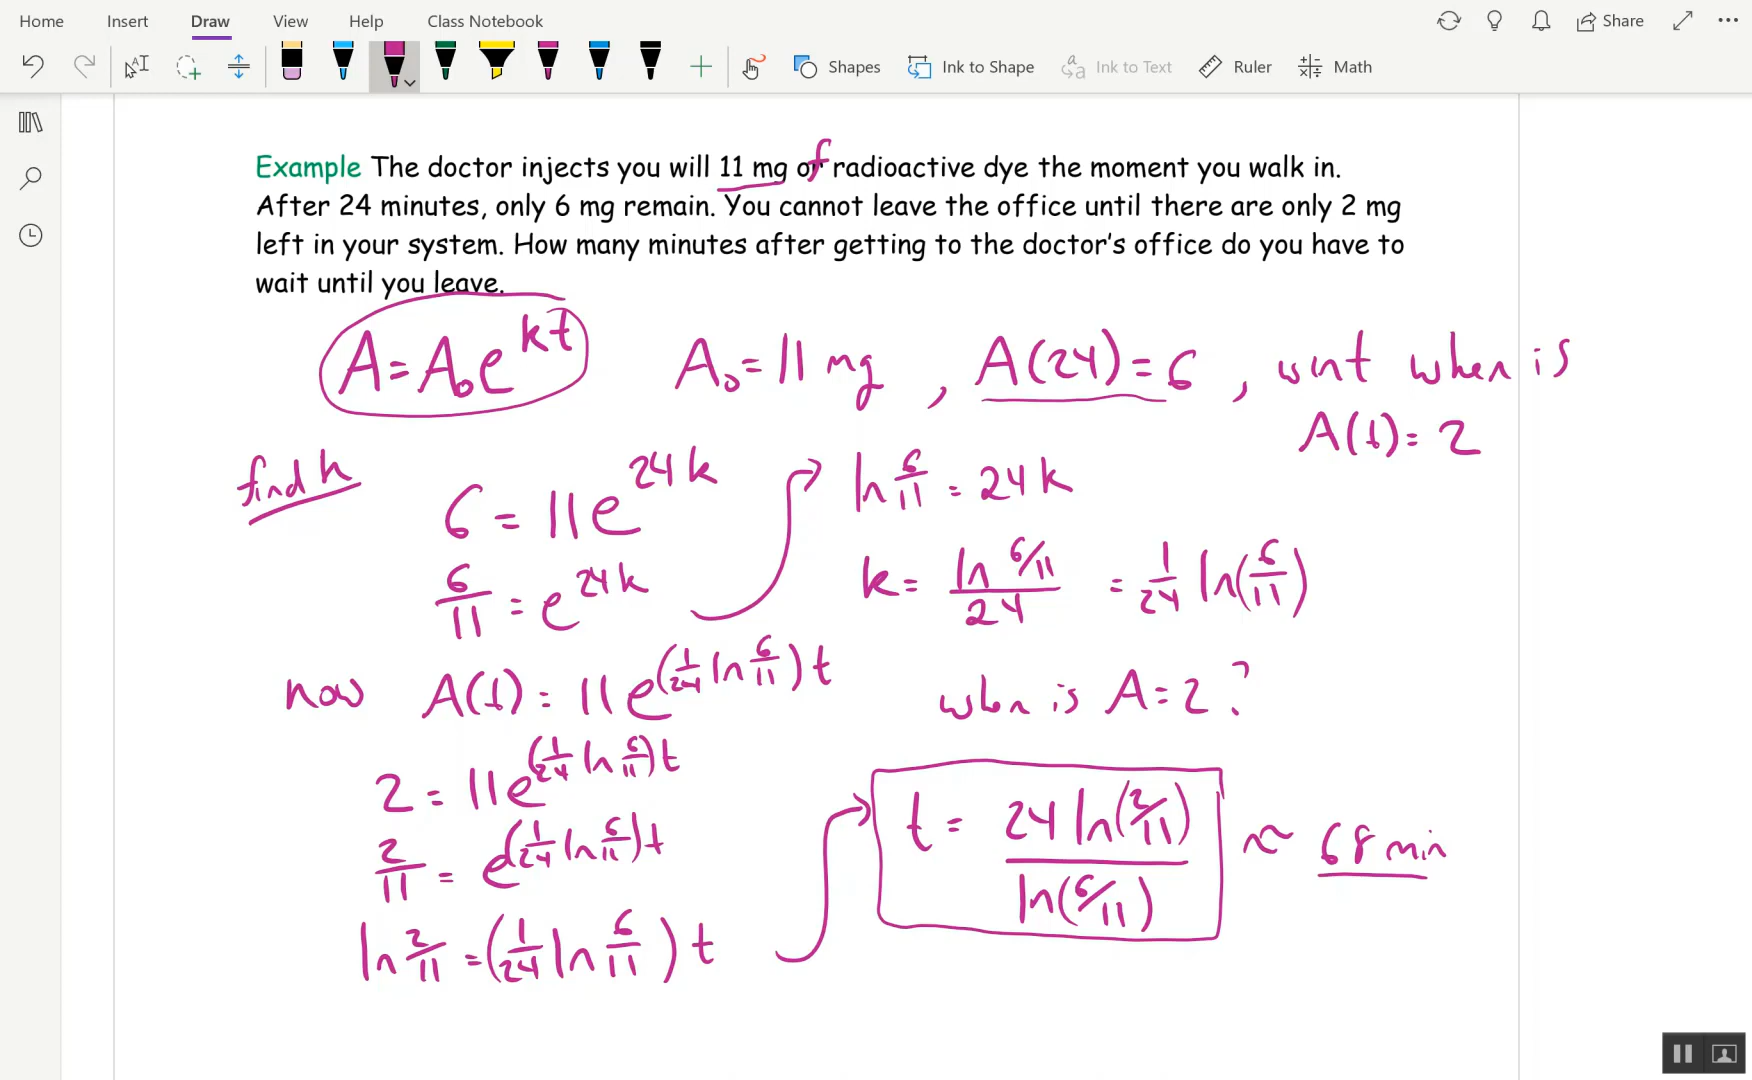 Home Insert Draw View Help Class Notebook Share
Shapes Ink to Shape Ink to Text Ruler Math
Example The doctor injects you will 11 mg of radioactive dye the moment you walk in.
After 24 minutes, only 6 mg remain. You cannot leave the office until there are only 2 mg
left in your system. How many minutes after getting to the doctor's office do you have to
wait until you leave.
A = A₀e^{kt} A₀ = 11 mg , A(24) = 6 , wnt when is
A(t) = 2
find k
6 = 11e^{24k}
ln 6/11 = 24k
6/11 = e^{24k}
k = (ln 6/11)/24 = 1/24 ln(6/11)
now A(t) = 11e^{(1/24 ln 6/11)t} when is A = 2 ?
2 = 11e^{(1/24 ln 6/11)t}
2/11 = e^{(1/24 ln 6/11)t}
t = 24 ln(2/11) / ln(6/11) ≈ 68 min
ln 2/11 = (1/24 ln 6/11) t